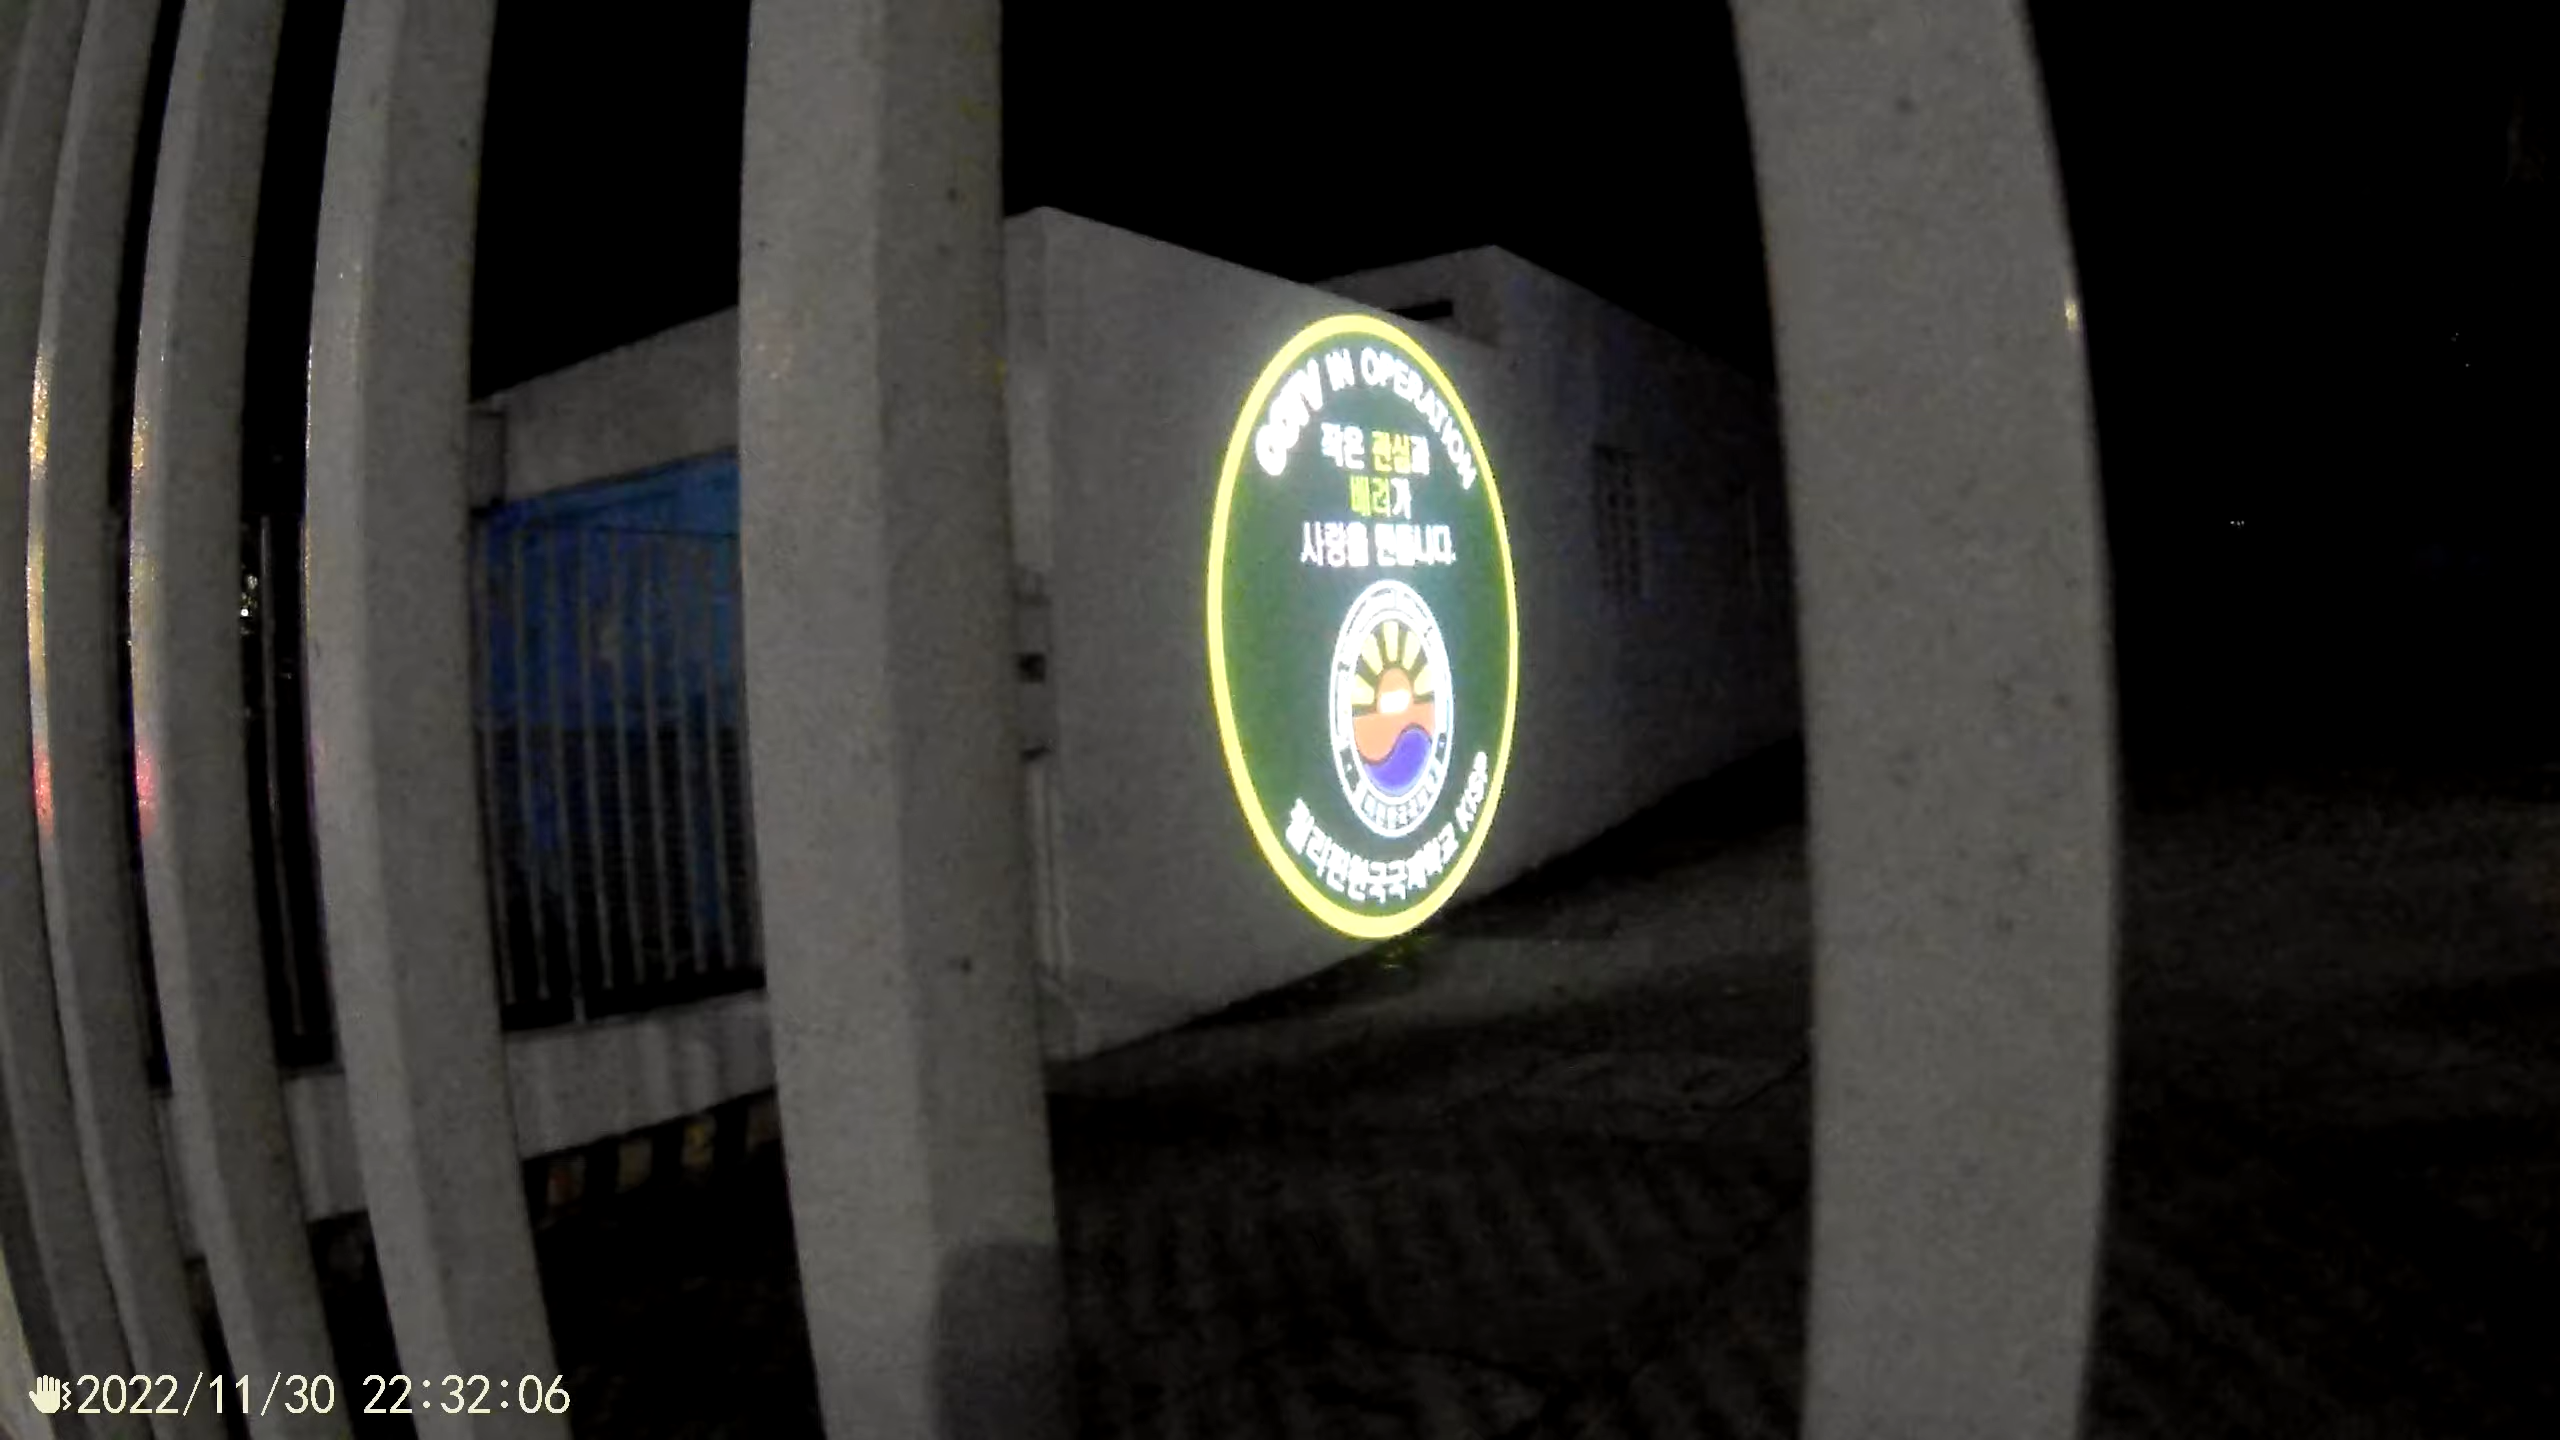 CCTV IN OPERATION
작은 관심과
배려가
사랑을 만듭니다.
필리핀한국국제학교 KISP
2022/11/30 22:32:06